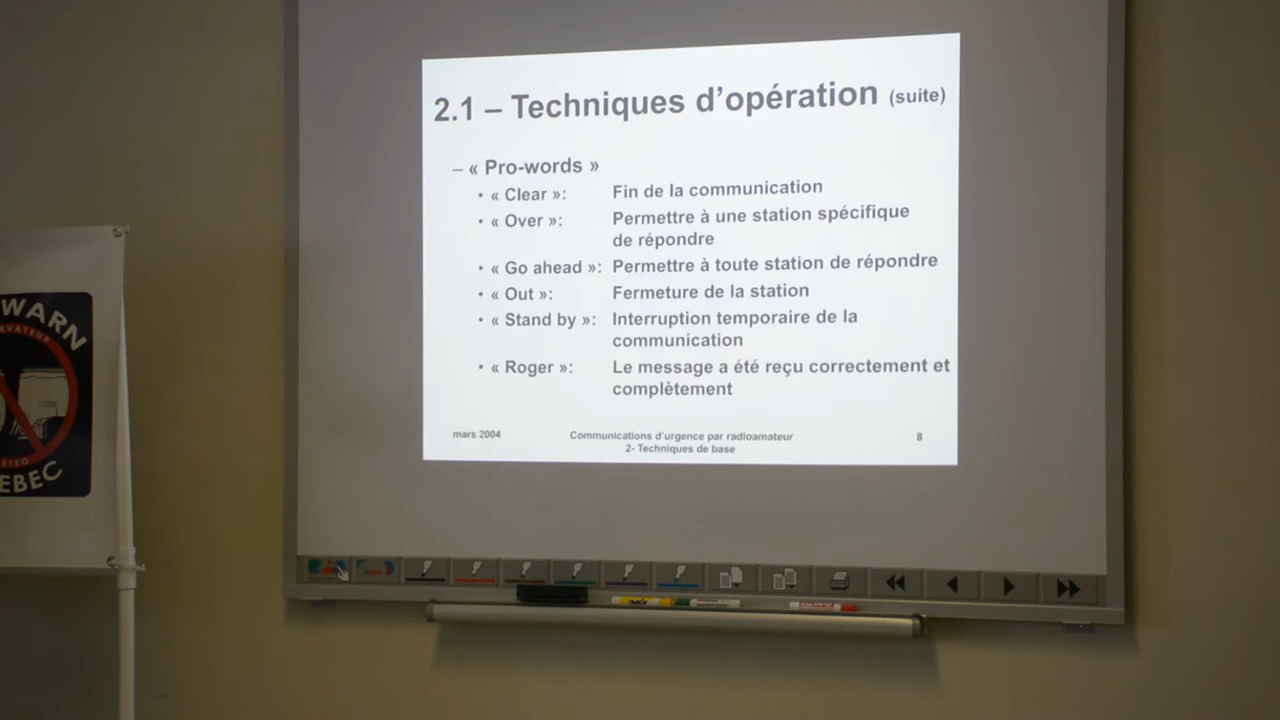 2.1 – Techniques d'opération (suite)
– « Pro-words »
• « Clear »: Fin de la communication
• « Over »: Permettre à une station spécifique
de répondre
• « Go ahead »: Permettre à toute station de répondre
• « Out »: Fermeture de la station
• « Stand by »: Interruption temporaire de la
communication
• « Roger »: Le message a été reçu correctement et
complètement
mars 2004 Communications d'urgence par radioamateur 8
2- Techniques de base
WARN